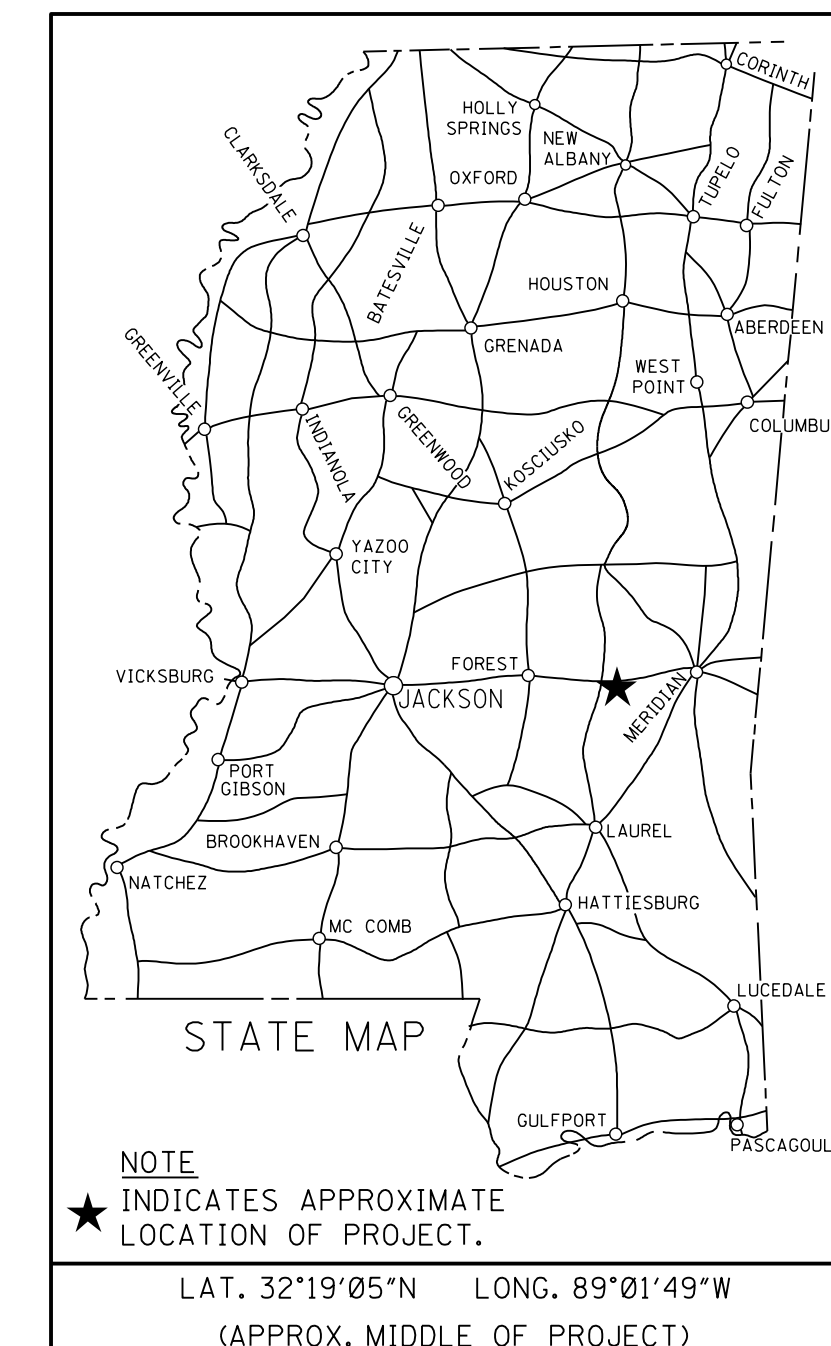 CORINTH
HOLLY
SPRINGS
NEW
ALBANY
CLARKSDALE
OXFORD
TUPELO
FULTON
BATESVILLE
HOUSTON
ABERDEEN
GREENVILLE
GRENADA
WEST
POINT
COLUMBU
INDIANOLA
GREENWOOD
KOSCIUSKO
YAZOO
CITY
VICKSBURG
FOREST
JACKSON
MERIDIAN
PORT
GIBSON
BROOKHAVEN
LAUREL
NATCHEZ
HATTIESBURG
MC COMB
LUCEDALE
STATE MAP
GULFPORT
PASCAGOUL
NOTE
★ INDICATES APPROXIMATE
LOCATION OF PROJECT.
LAT. 32°19'05"N LONG. 89°01'49"W
(APPROX. MIDDLE OF PROJECT)